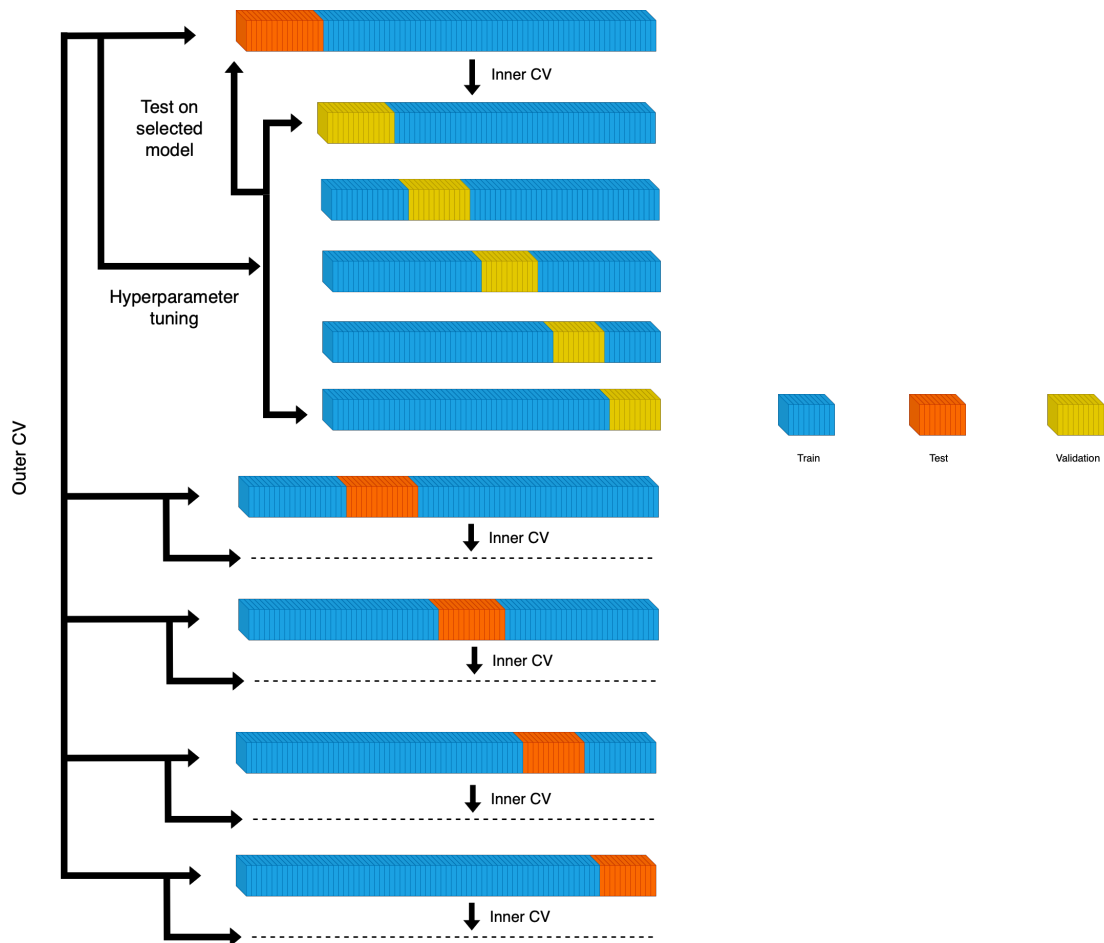 Inner CV
Test on
selected
model
Hyperparameter
tuning
Outer CV
Train
Test
Validation
Inner CV
Inner CV
Inner CV
Inner CV